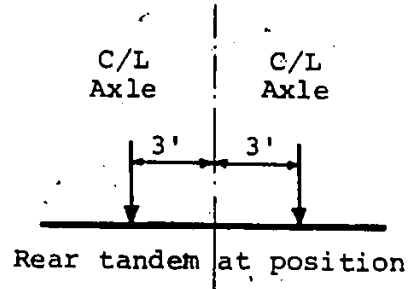 C/L C/L
Axle Axle
3' 3'
Rear tandem at position